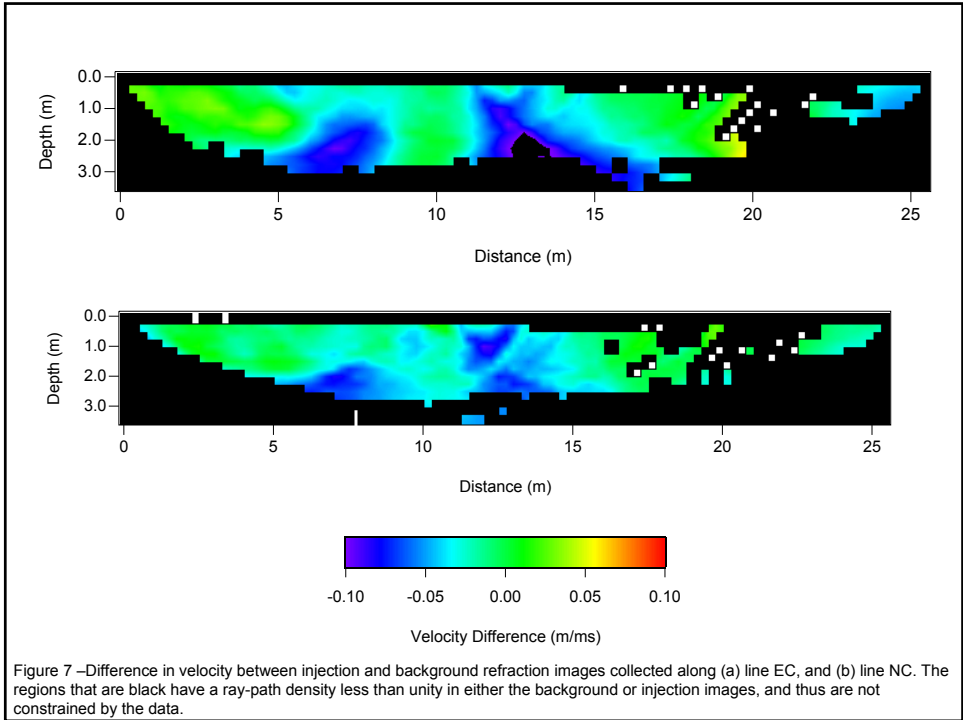 0.0
1.0
2.0
3.0
Depth (m)
0 5 10 15 20 25
Distance (m)
0.0
1.0
2.0
3.0
Depth (m)
0 5 10 15 20 25
Distance (m)
-0.10 -0.05 0.00 0.05 0.10
Velocity Difference (m/ms)
Figure 7 –Difference in velocity between injection and background refraction images collected along (a) line EC, and (b) line NC. The
regions that are black have a ray-path density less than unity in either the background or injection images, and thus are not
constrained by the data.